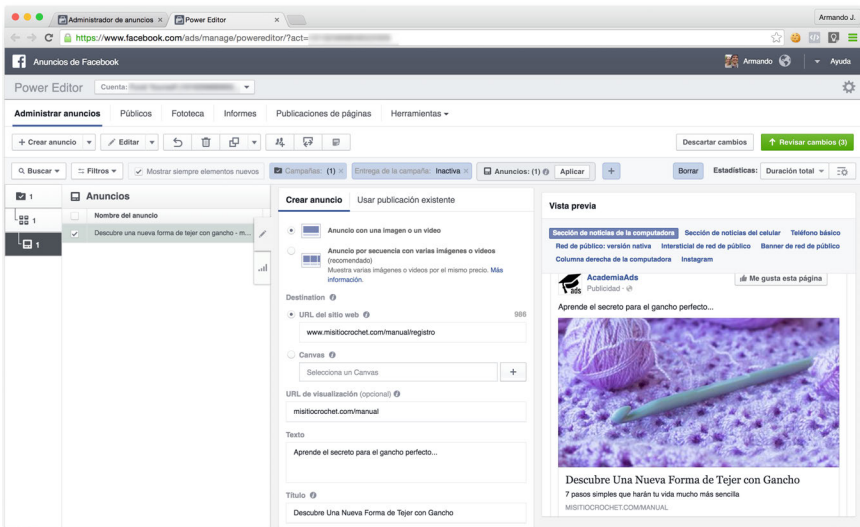 Administrador de anuncios
Power Editor
Armando J.
https://www.facebook.com/ads/manage/powereditor/?act=
Anuncios de Facebook
Armando
Ayuda
Power Editor
Cuenta:
Administrar anuncios
Públicos
Fototeca
Informes
Publicaciones de páginas
Herramientas
+ Crear anuncio
Editar
Descartar cambios
Revisar cambios (3)
Buscar
Filtros
Mostrar siempre elementos nuevos
Campañas: (1) ×
Entrega de la campaña: Inactiva ×
Anuncios: (1)
Aplicar
+
Borrar
Estadísticas:
Duración total
1
1
1
Anuncios
Nombre del anuncio
Descubre una nueva forma de tejer con gancho - m...
Crear anuncio
Usar publicación existente
Anuncio con una imagen o un video
Anuncio por secuencia con varias imágenes o videos
(recomendado)
Muestra varias imágenes o videos por el mismo precio. Más
información.
Destination
URL del sitio web
988
www.misitiocrochet.com/manual/registro
Canvas
Selecciona un Canvas
+
URL de visualización (opcional)
misitiocrochet.com/manual
Texto
Aprende el secreto para el gancho perfecto...
Título
Descubre Una Nueva Forma de Tejer con Gancho
Vista previa
Sección de noticias de la computadora
Sección de noticias del celular
Teléfono básico
Red de público: versión nativa
Intersticial de red de público
Banner de red de público
Columna derecha de la computadora
Instagram
ads
AcademiaAds
Publicidad ·
Me gusta esta página
Aprende el secreto para el gancho perfecto...
Descubre Una Nueva Forma de Tejer con Gancho
7 pasos simples que harán tu vida mucho más sencilla
MISITIOCROCHET.COM/MANUAL